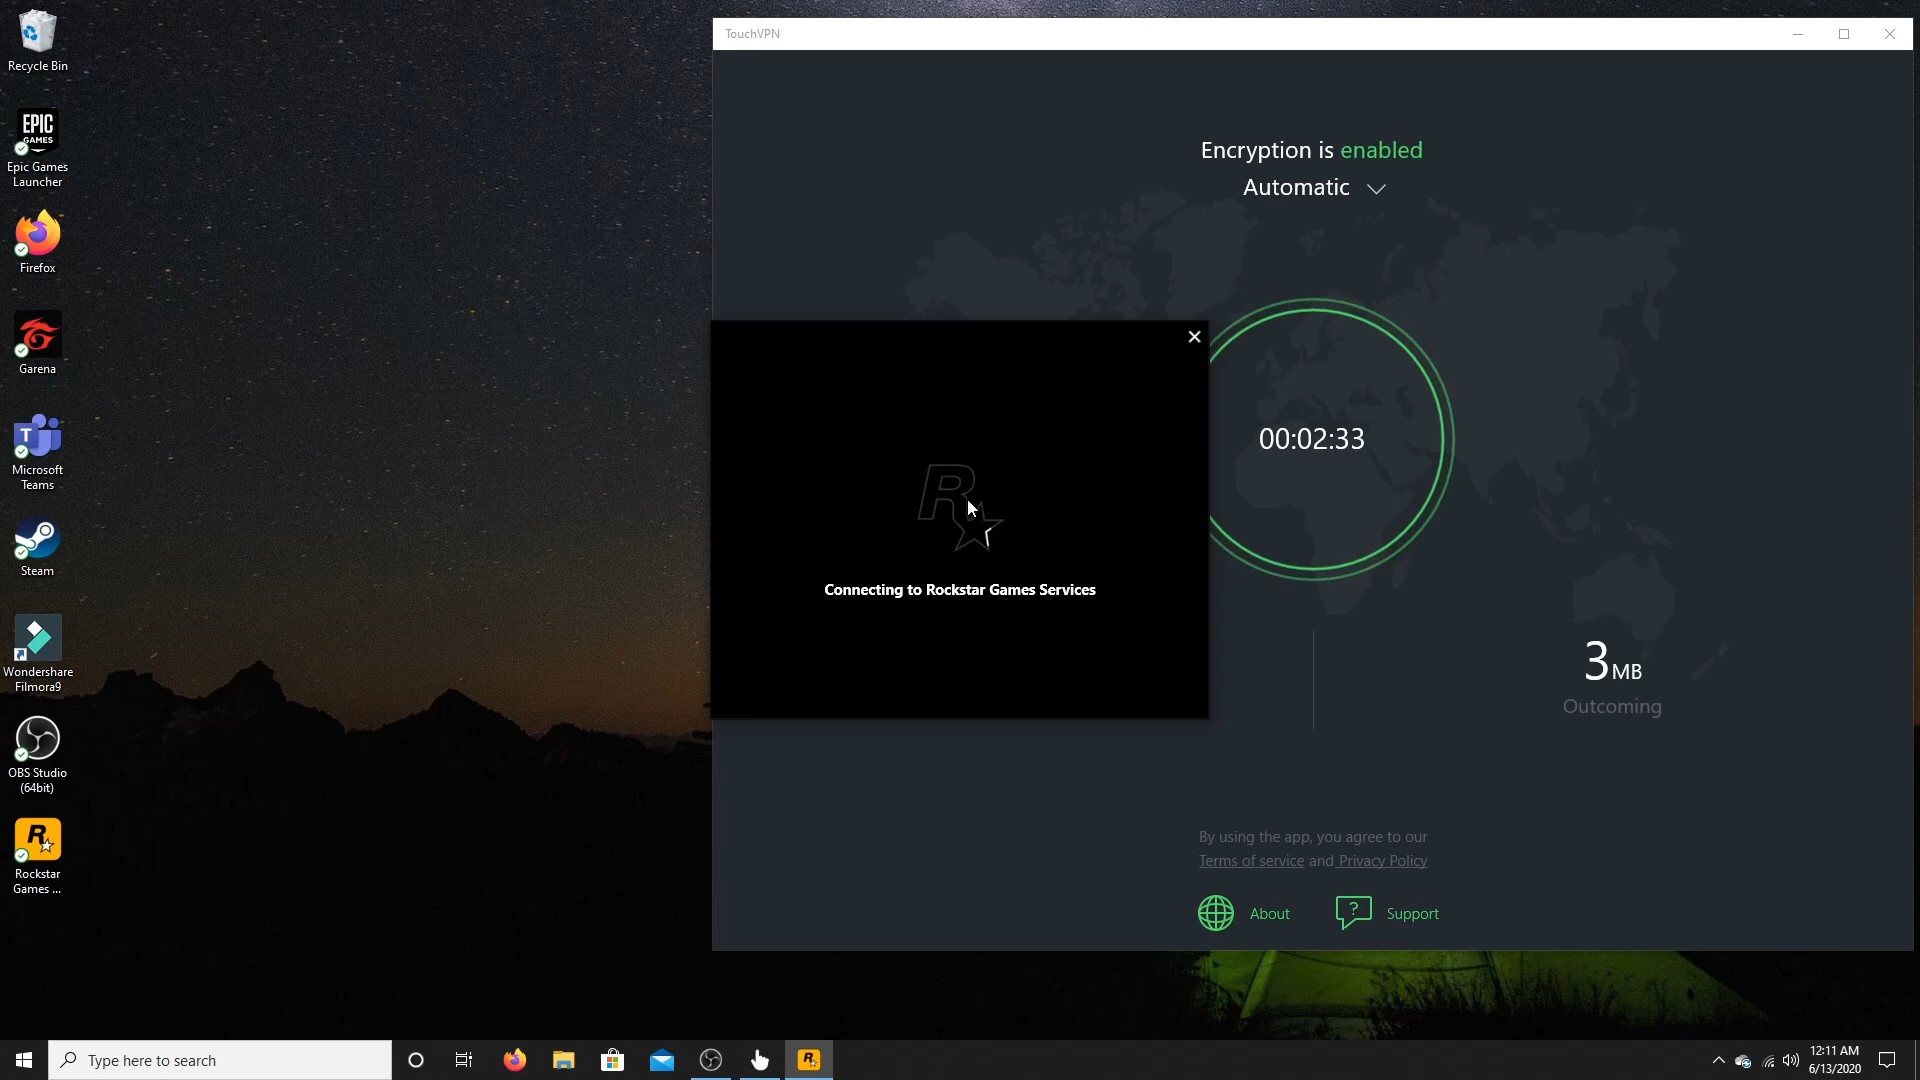 Recycle Bin
EPIC
GAMES
Epic Games
Launcher
Firefox
Garena
T
Microsoft
Teams
Steam
Wondershare
Filmora9
OBS Studio
(64bit)
R
Rockstar
Games ...
TouchVPN
Encryption is enabled
Automatic
00:02:33
R
Connecting to Rockstar Games Services
3MB
Outcoming
By using the app, you agree to our
Terms of service and Privacy Policy
About
?
Support
Type here to search
R
12:11 AM
6/13/2020